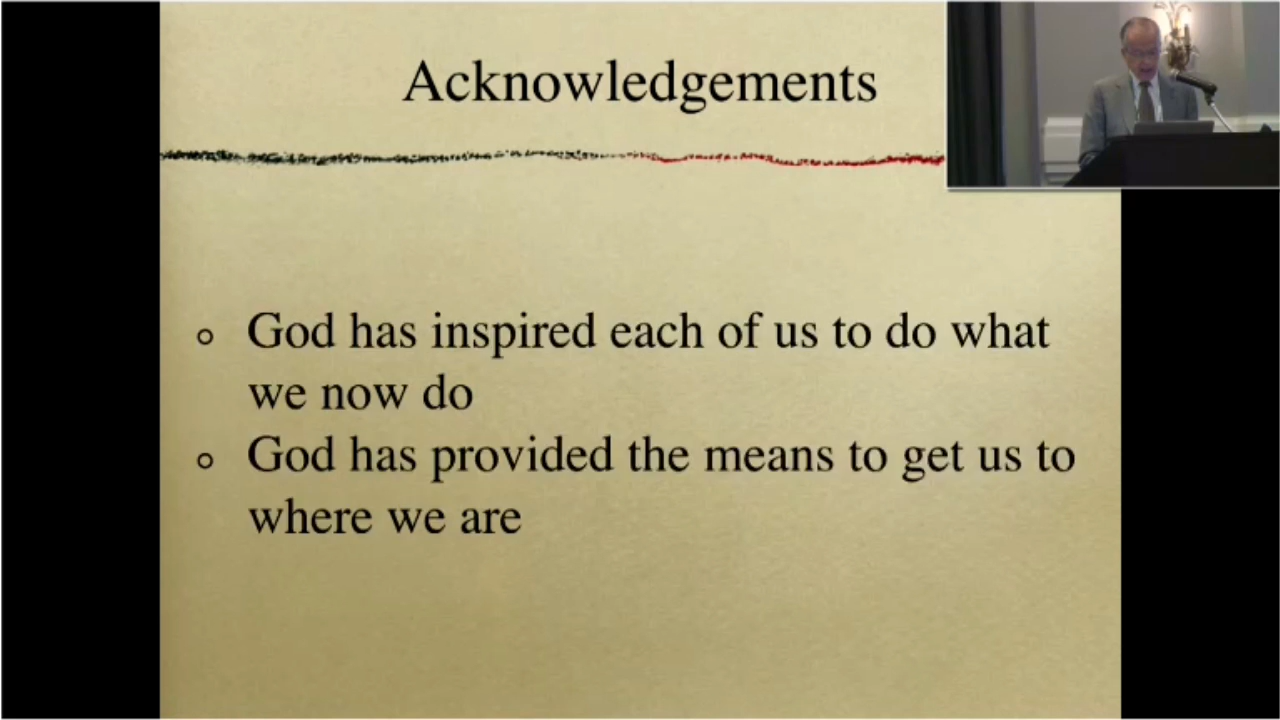 Acknowledgements
God has inspired each of us to do what
we now do
God has provided the means to get us to
where we are